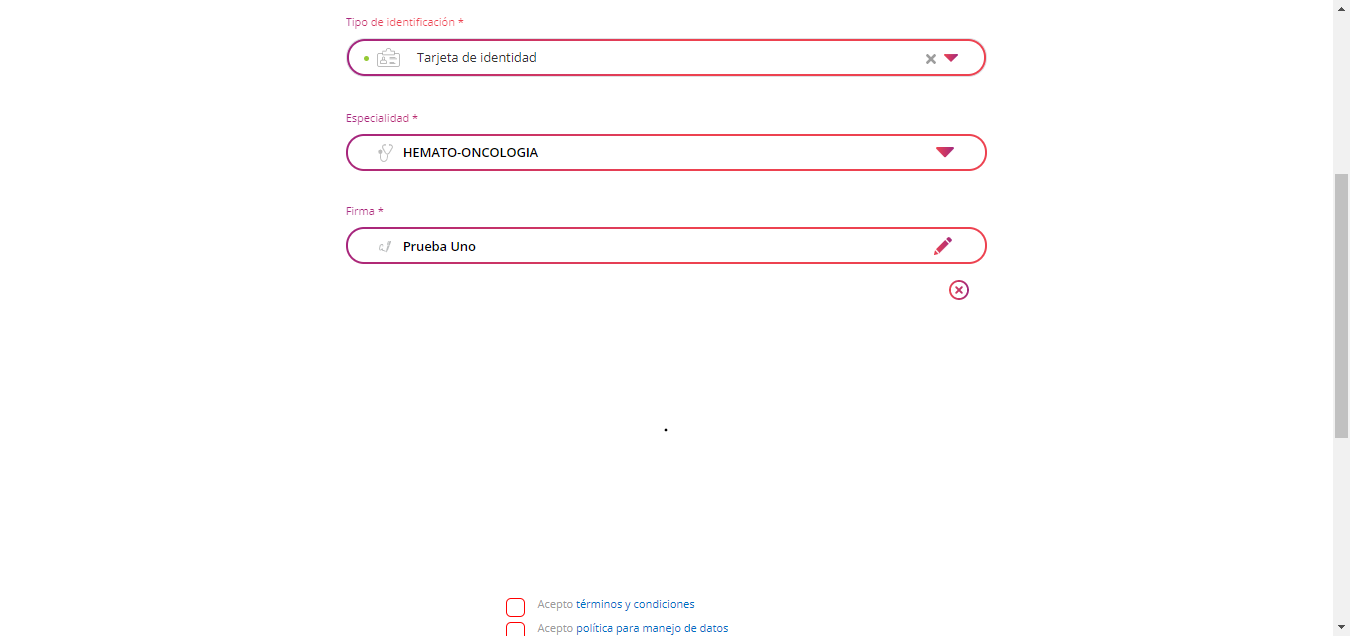 Tipo de identificación *
Tarjeta de identidad
Especialidad *
HEMATO-ONCOLOGIA
Firma *
Prueba Uno
Acepto términos y condiciones
Acepto política para manejo de datos